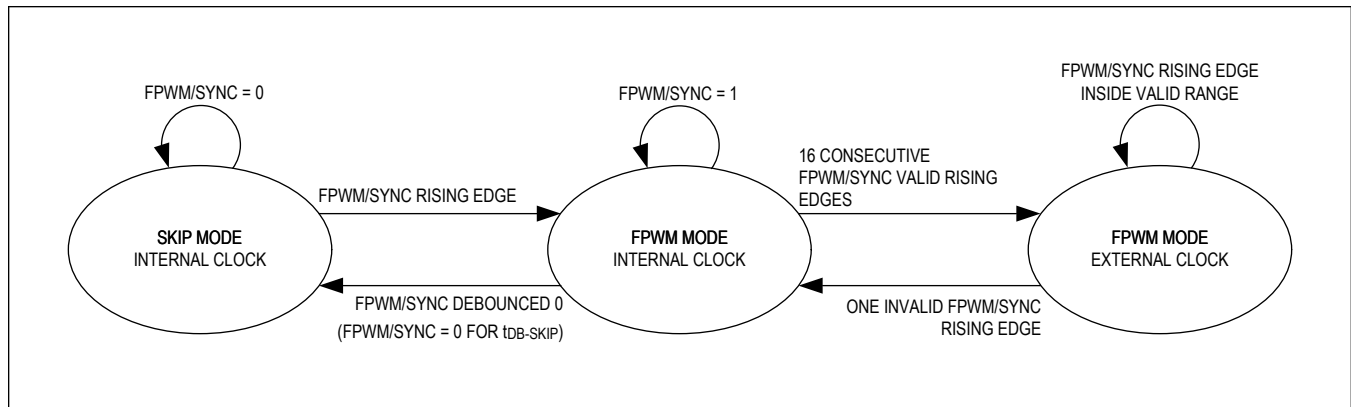 FPWM/SYNC = 0
FPWM/SYNC = 1
FPWM/SYNC RISING EDGE
INSIDE VALID RANGE
16 CONSECUTIVE
FPWM/SYNC VALID RISING
EDGES
FPWM/SYNC RISING EDGE
SKIP MODE
INTERNAL CLOCK
FPWM MODE
INTERNAL CLOCK
FPWM MODE
EXTERNAL CLOCK
FPWM/SYNC DEBOUNCED 0
(FPWM/SYNC = 0 FOR tDB-SKIP)
ONE INVALID FPWM/SYNC
RISING EDGE